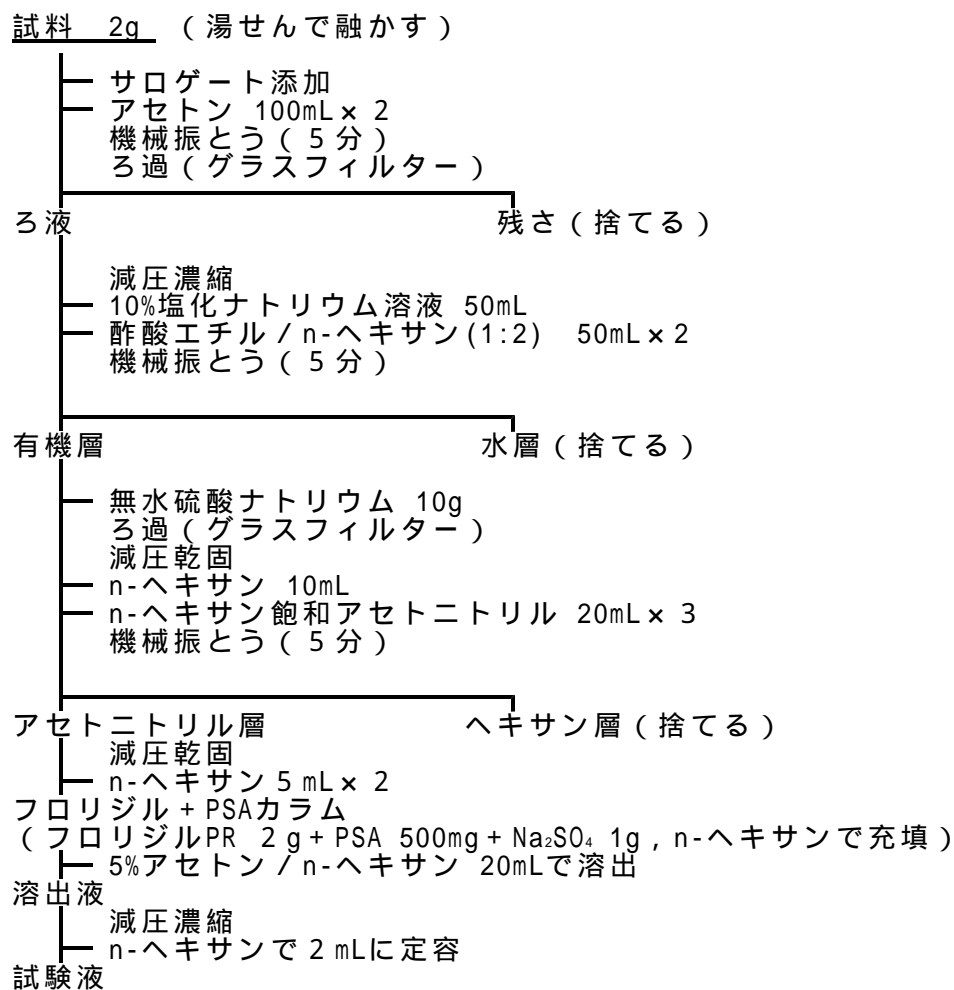 試料 2g （湯せんで融かす）
サロゲート添加
アセトン 100mL×2
機械振とう（5分）
ろ過（グラスフィルター）
ろ液 残さ（捨てる）
減圧濃縮
10%塩化ナトリウム溶液 50mL
酢酸エチル/n-ヘキサン(1:2) 50mL×2
機械振とう（5分）
有機層 水層（捨てる）
無水硫酸ナトリウム 10g
ろ過（グラスフィルター）
減圧乾固
n-ヘキサン 10mL
n-ヘキサン飽和アセトニトリル 20mL×3
機械振とう（5分）
アセトニトリル層 ヘキサン層（捨てる）
減圧乾固
n-ヘキサン5mL×2
フロリジル+PSAカラム
（フロリジルPR 2g+PSA 500mg+Na₂SO₄ 1g,n-ヘキサンで充填）
5%アセトン/n-ヘキサン 20mLで溶出
溶出液
減圧濃縮
n-ヘキサンで2mLに定容
試験液